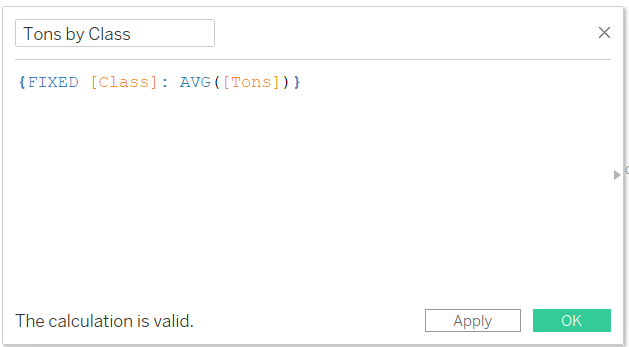 Tons by Class
{FIXED [Class]: AVG([Tons])}
The calculation is valid.
Apply
OK